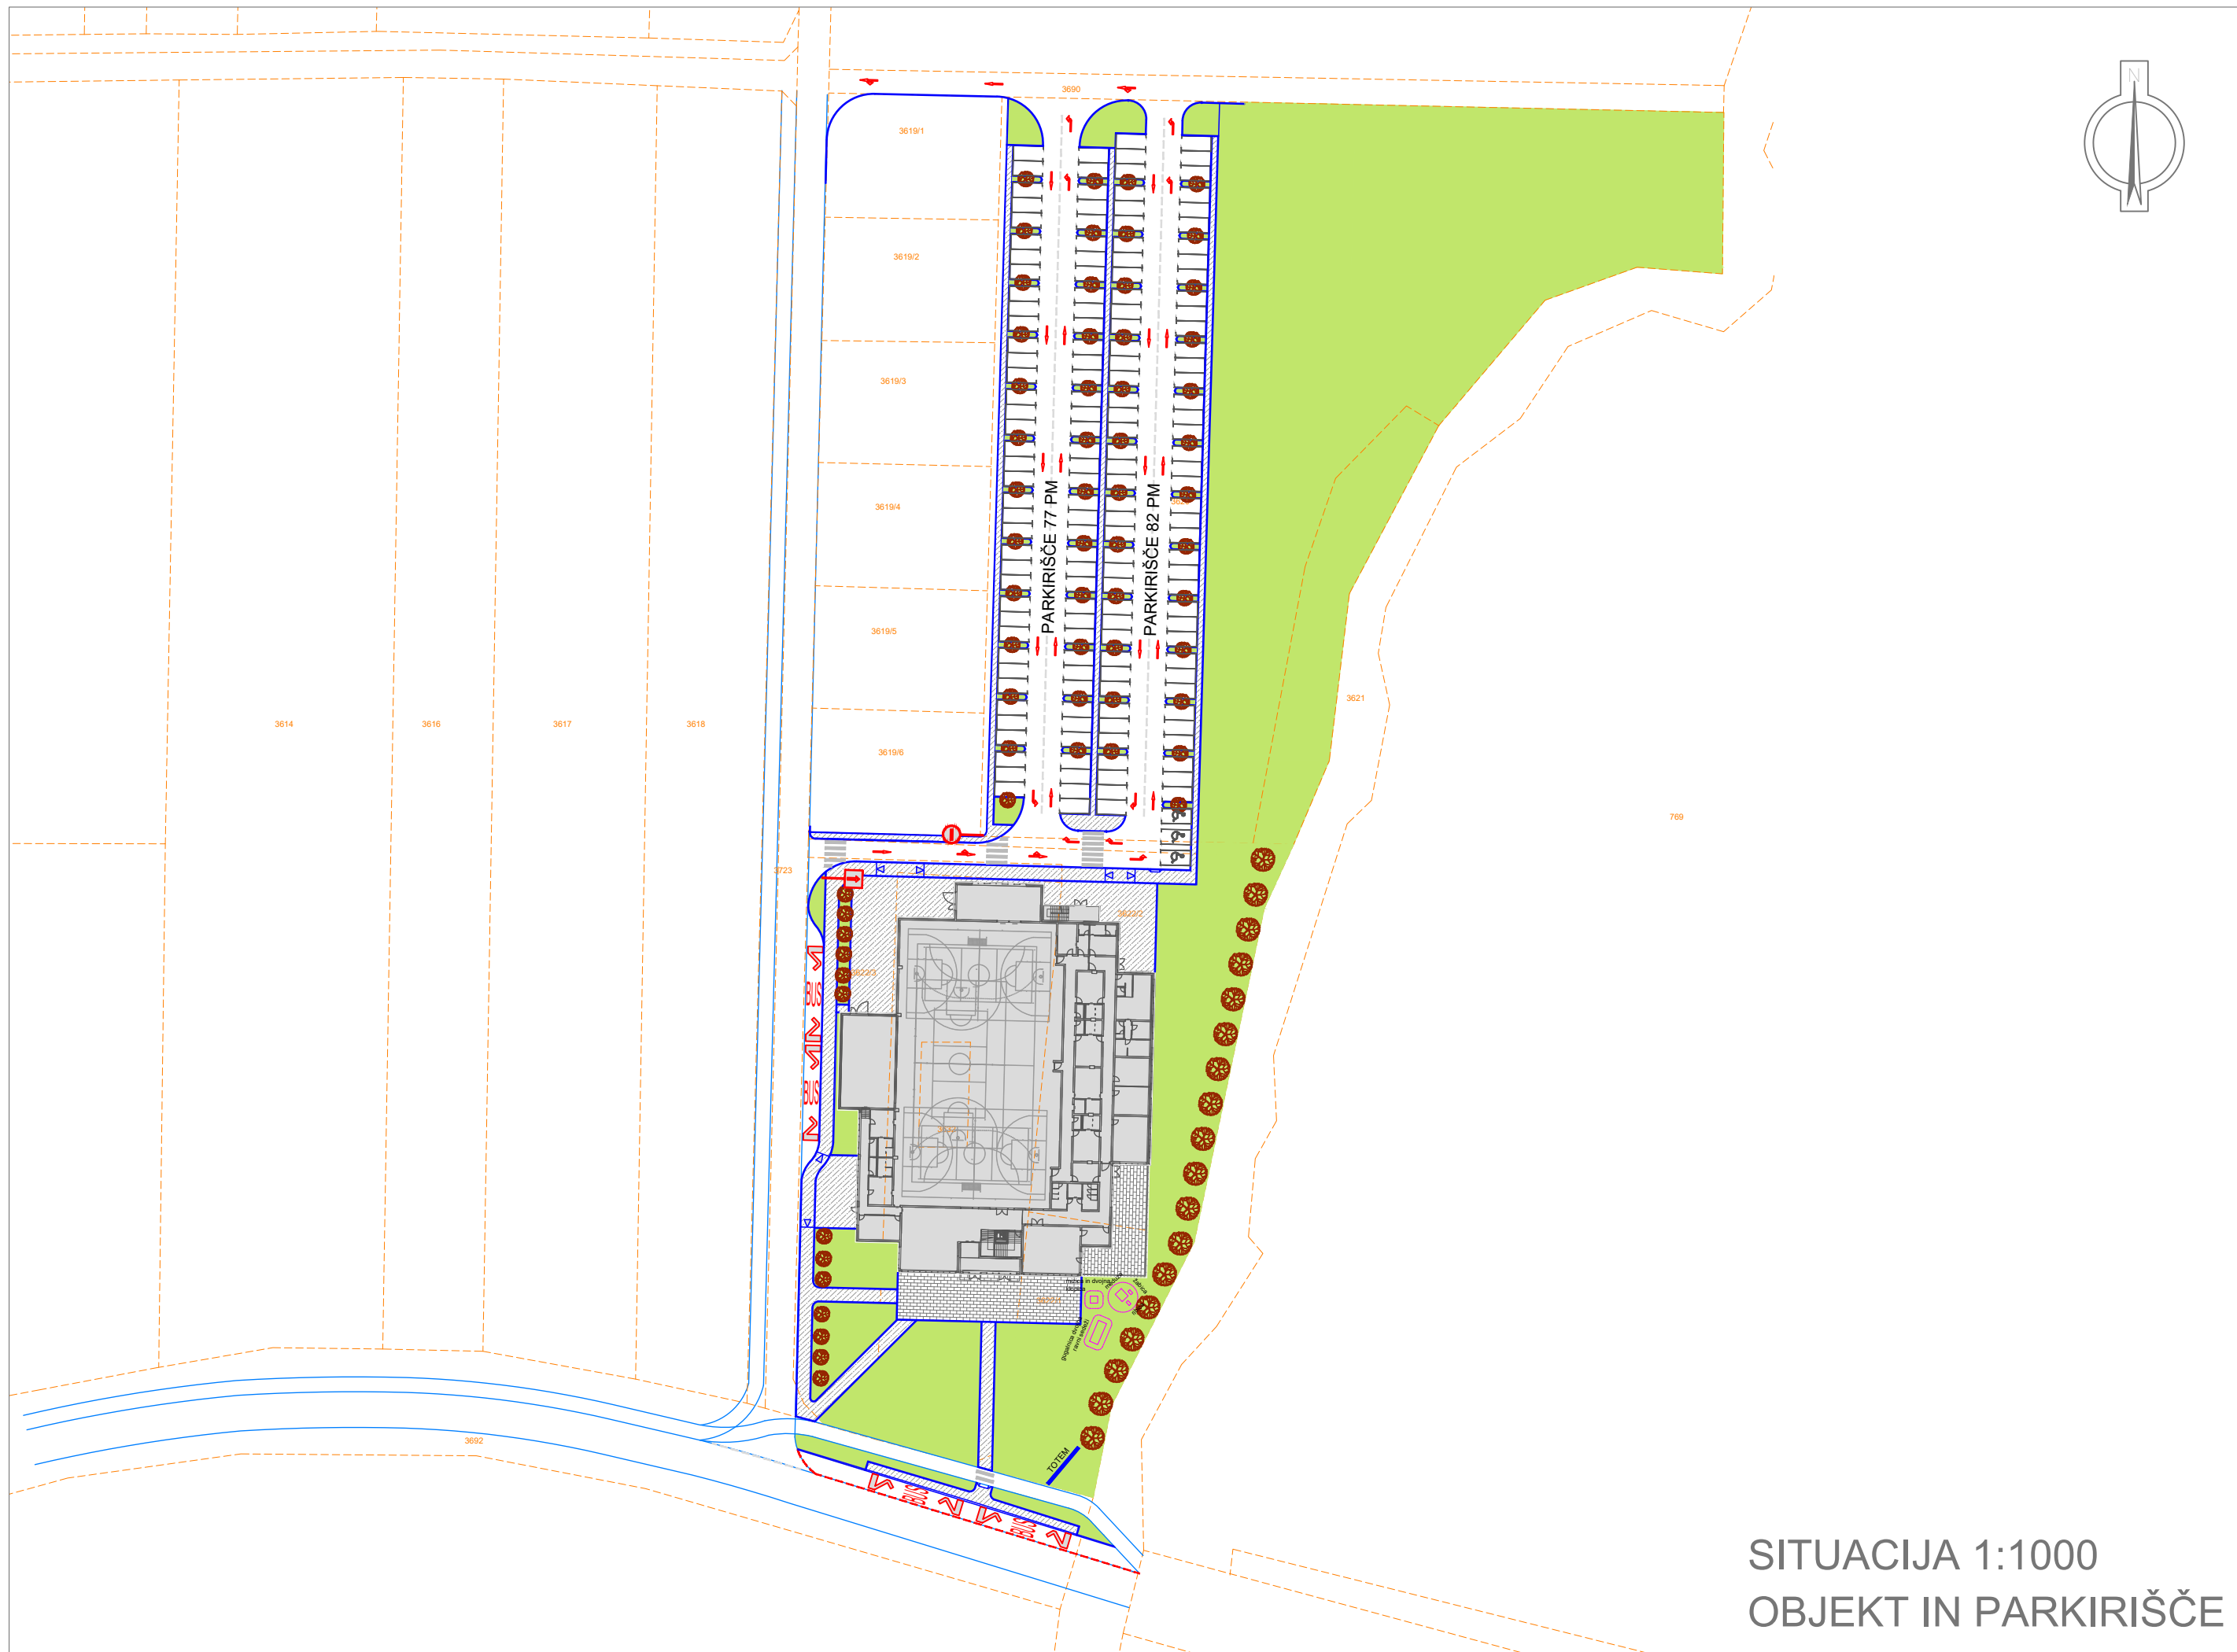 N
3690
3619/1
3619/2
3619/3
3619/4
PARKIRIŠČE 77 PM
PARKIRIŠČE 82 PM
3619/5
3621
3614
3616
3617
3618
3619/6
769
3723
3622/2
BUS
BUS
TOTEM
3692
BUS
BUS
SITUACIJA 1:1000
OBJEKT IN PARKIRIŠČE